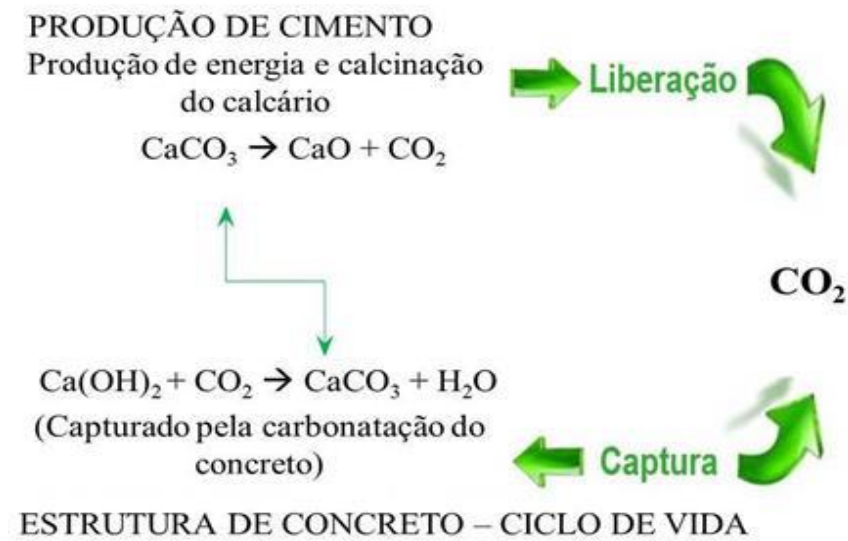 PRODUÇÃO DE CIMENTO
Produção de energia e calcinação
do calcário
CaCO₃ → CaO + CO₂
Liberação
CO₂
Ca(OH)₂ + CO₂ → CaCO₃ + H₂O
(Capturado pela carbonatação do
concreto)
Captura
ESTRUTURA DE CONCRETO – CICLO DE VIDA